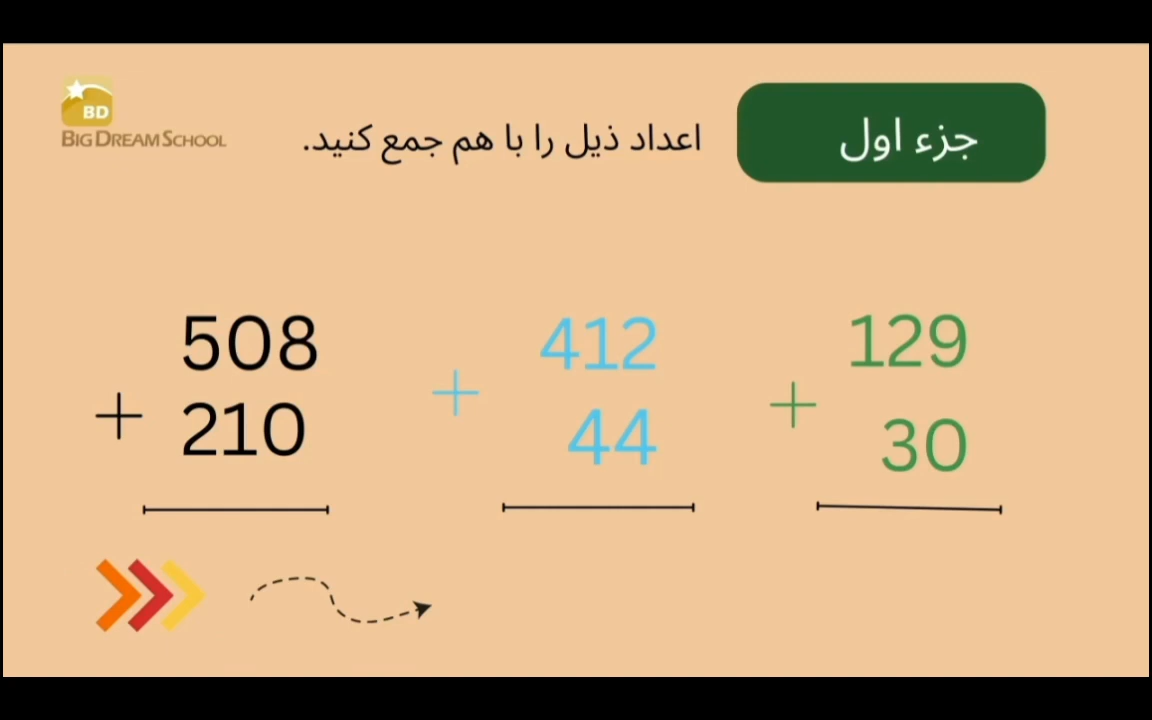 BD
BIG DREAM SCHOOL
جزء اول
اعداد ذیل را با هم جمع کنید.
508
+ 210
412
+ 44
129
+ 30